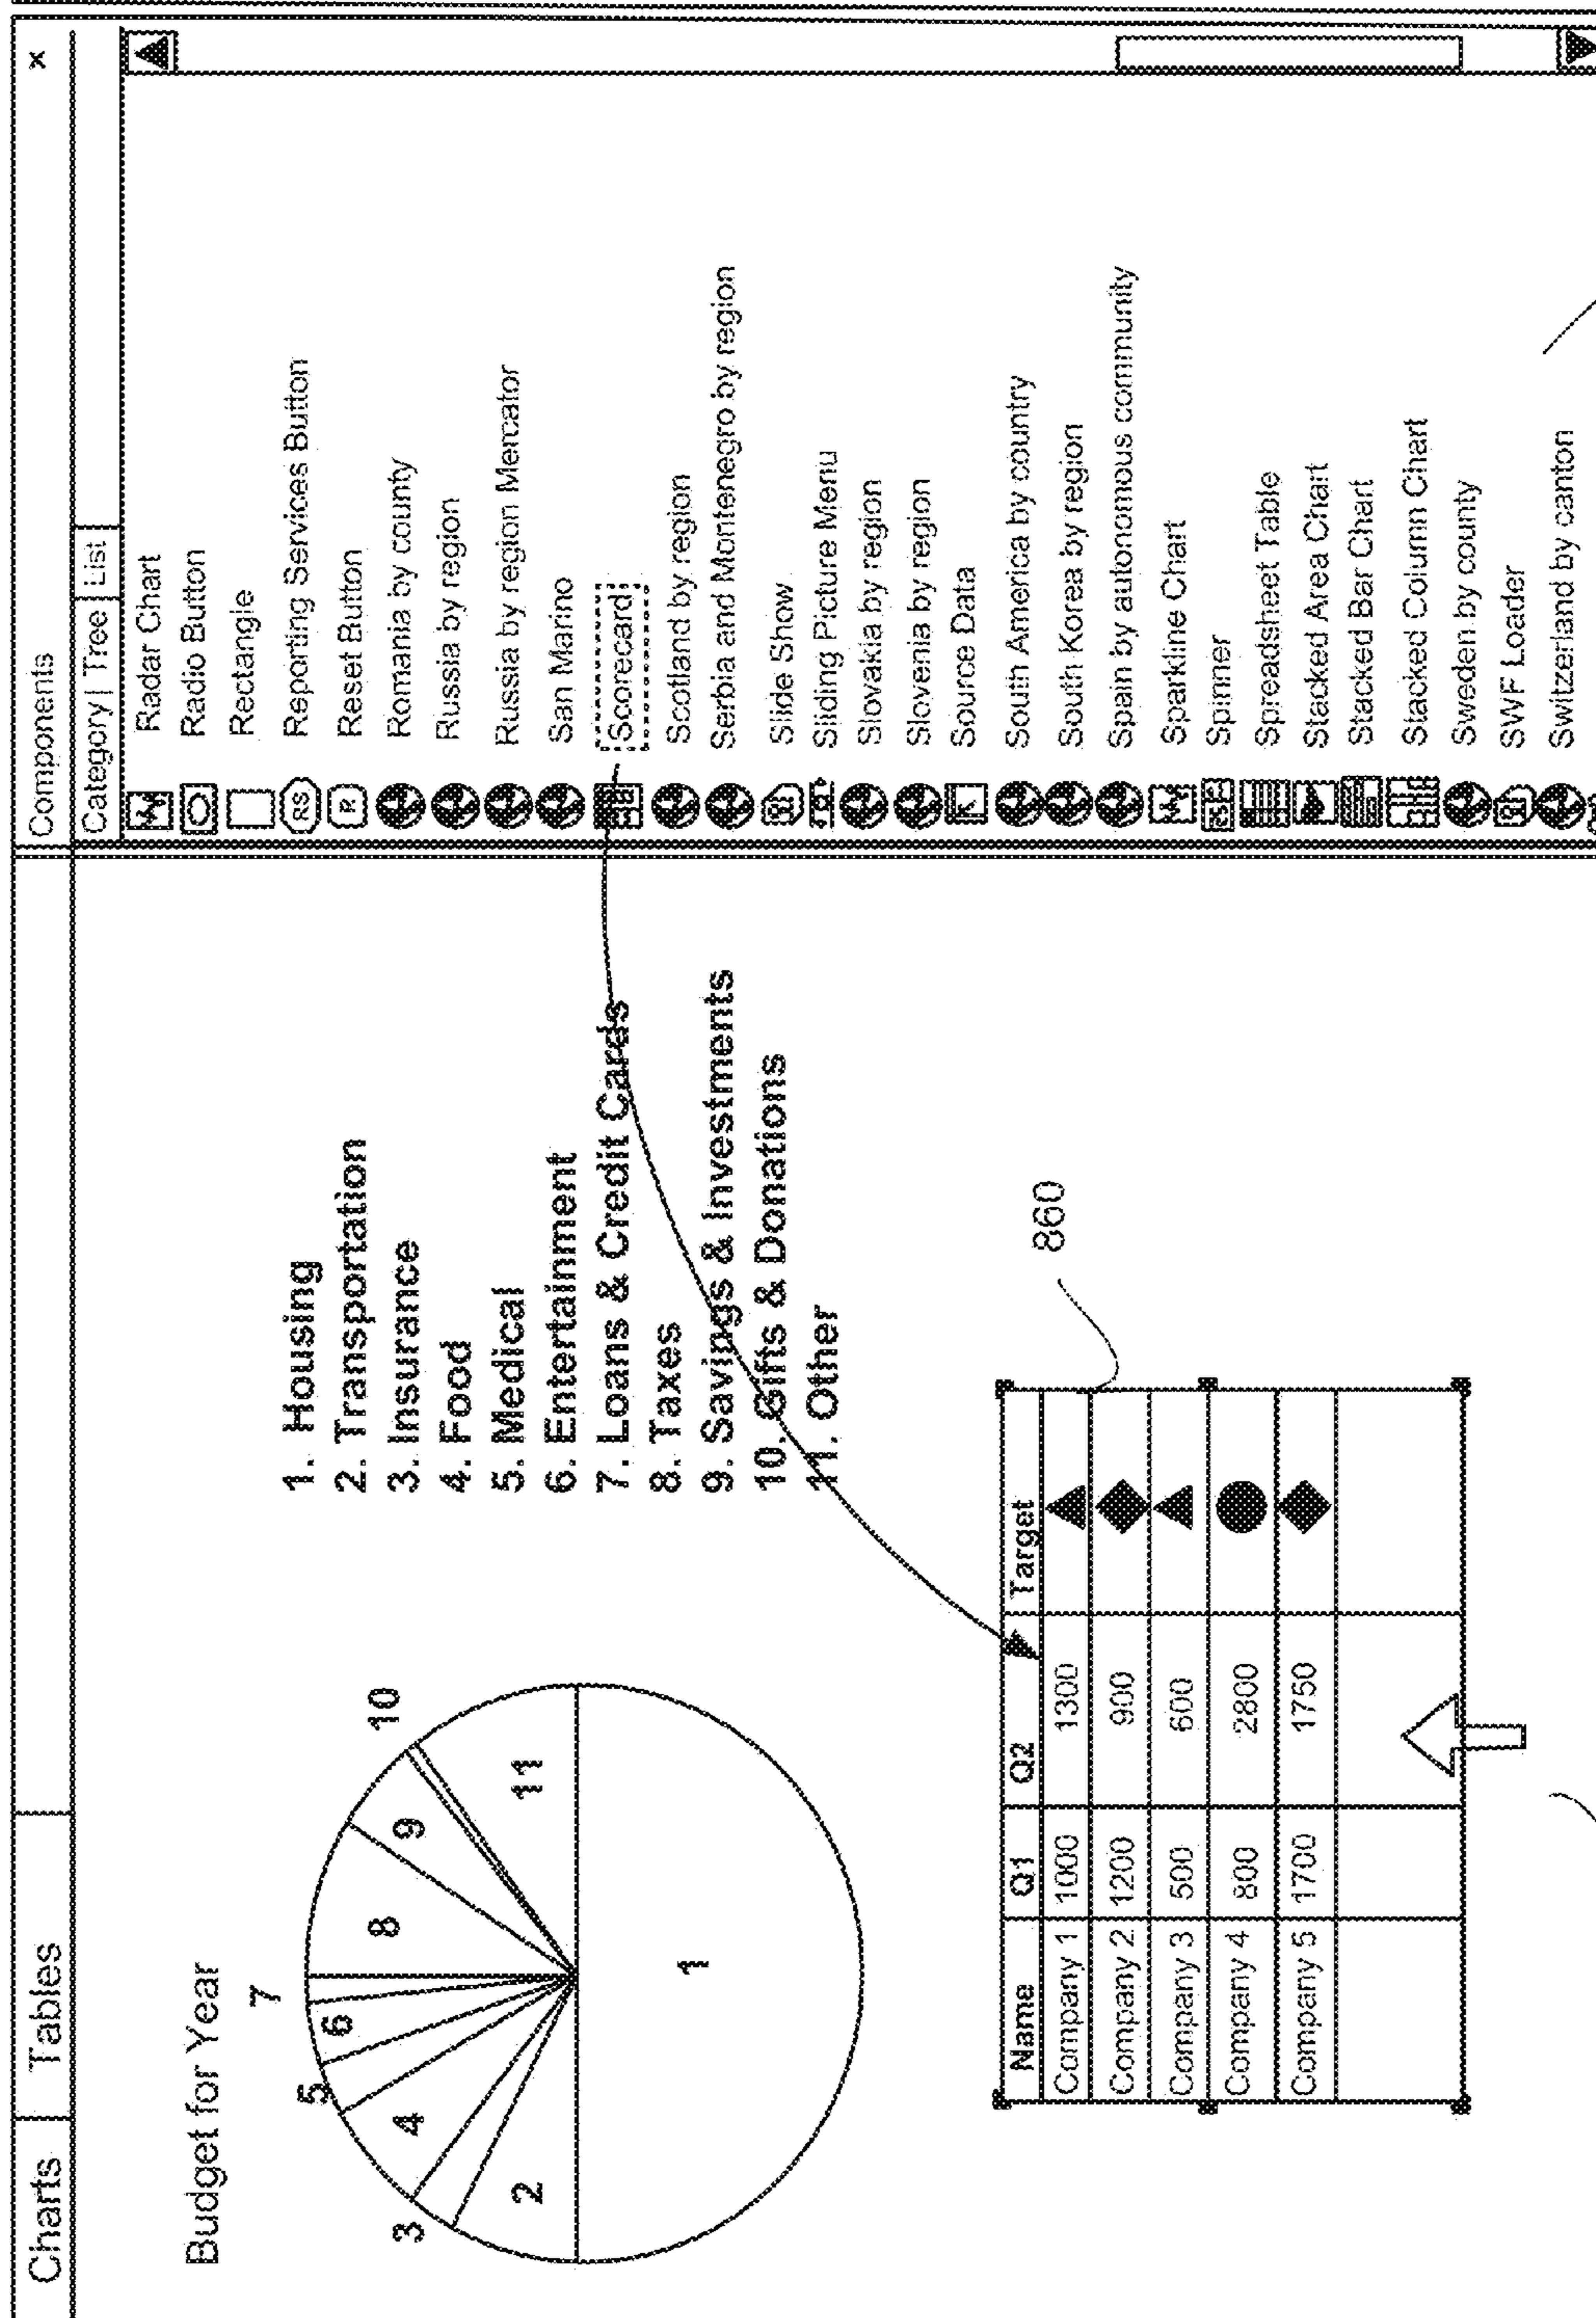 Charts Tables
Budget for Year
7
10
6
5
8
9
4
3
2
11
1
1. Housing
2. Transportation
3. Insurance
4. Food
5. Medical
6. Entertainment
7. Loans & Credit Cards
8. Taxes
9. Savings & Investments
10. Gifts & Donations
11. Other
860
Name Q1 Q2 Target
Company 1 1000 1300
Company 2 1200 900
Company 3 500 600
Company 4 800 2800
Company 5 1700 1750
Components x
Category | Tree | List
Radar Chart
Radio Button
Rectangle
RS Reporting Services Button
R Reset Button
Romania by county
Russia by region
Russia by region Mercator
San Marino
Scorecard
Scotland by region
Serbia and Montenegro by region
Slide Show
Sliding Picture Menu
Slovakia by region
Slovenia by region
Source Data
South America by country
South Korea by region
Spain by autonomous community
Sparkline Chart
Spinner
Spreadsheet Table
Stacked Area Chart
Stacked Bar Chart
Stacked Column Chart
Sweden by county
SWF Loader
Switzerland by canton